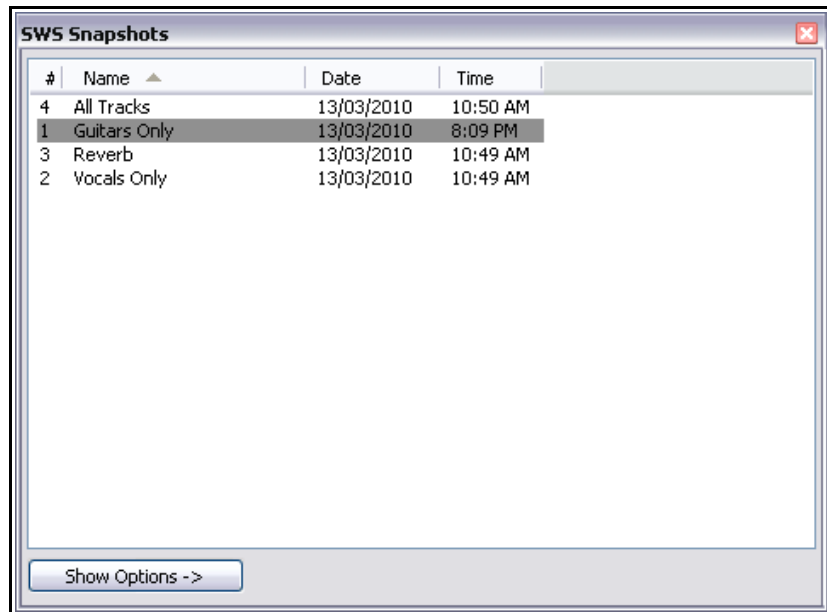 SWS Snapshots
# Name Date Time
4 All Tracks 13/03/2010 10:50 AM
1 Guitars Only 13/03/2010 8:09 PM
3 Reverb 13/03/2010 10:49 AM
2 Vocals Only 13/03/2010 10:49 AM
Show Options ->